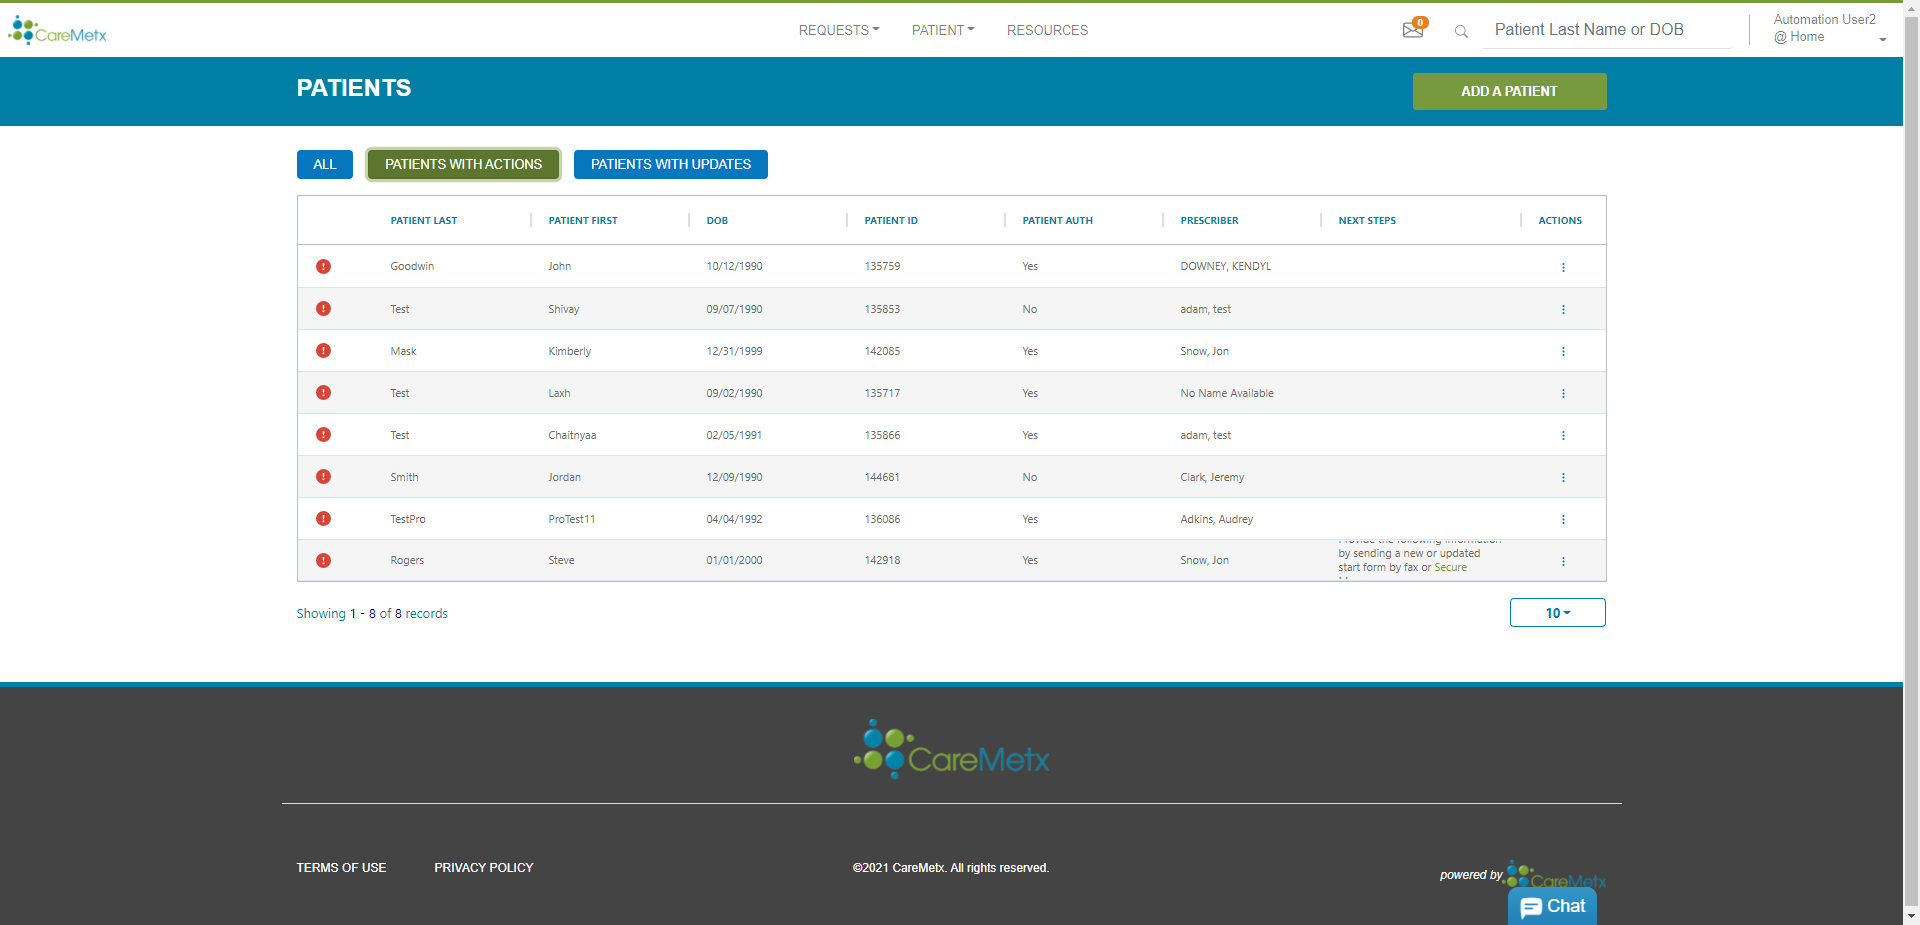 CareMetx
REQUESTS
PATIENT
RESOURCES
0
Patient Last Name or DOB
Automation User2
@ Home
PATIENTS
ADD A PATIENT
ALL
PATIENTS WITH ACTIONS
PATIENTS WITH UPDATES
PATIENT LAST PATIENT FIRST DOB PATIENT ID PATIENT AUTH PRESCRIBER NEXT STEPS ACTIONS
Goodwin John 10/12/1990 135759 Yes DOWNEY, KENDYL
Test Shivay 09/07/1990 135853 No adam, test
Mask Kimberly 12/31/1999 142085 Yes Snow, Jon
Test Laxh 09/02/1990 135717 Yes No Name Available
Test Chaitnyaa 02/05/1991 135866 Yes adam, test
Smith Jordan 12/09/1990 144681 No Clark, Jeremy
TestPro ProTest11 04/04/1992 136086 Yes Adkins, Audrey
Rogers Steve 01/01/2000 142918 Yes Snow, Jon
Provide the following information
by sending a new or updated
start form by fax or Secure
Showing 1 - 8 of 8 records
10
CareMetx
TERMS OF USE
PRIVACY POLICY
©2021 CareMetx. All rights reserved.
powered by CareMetx
Chat